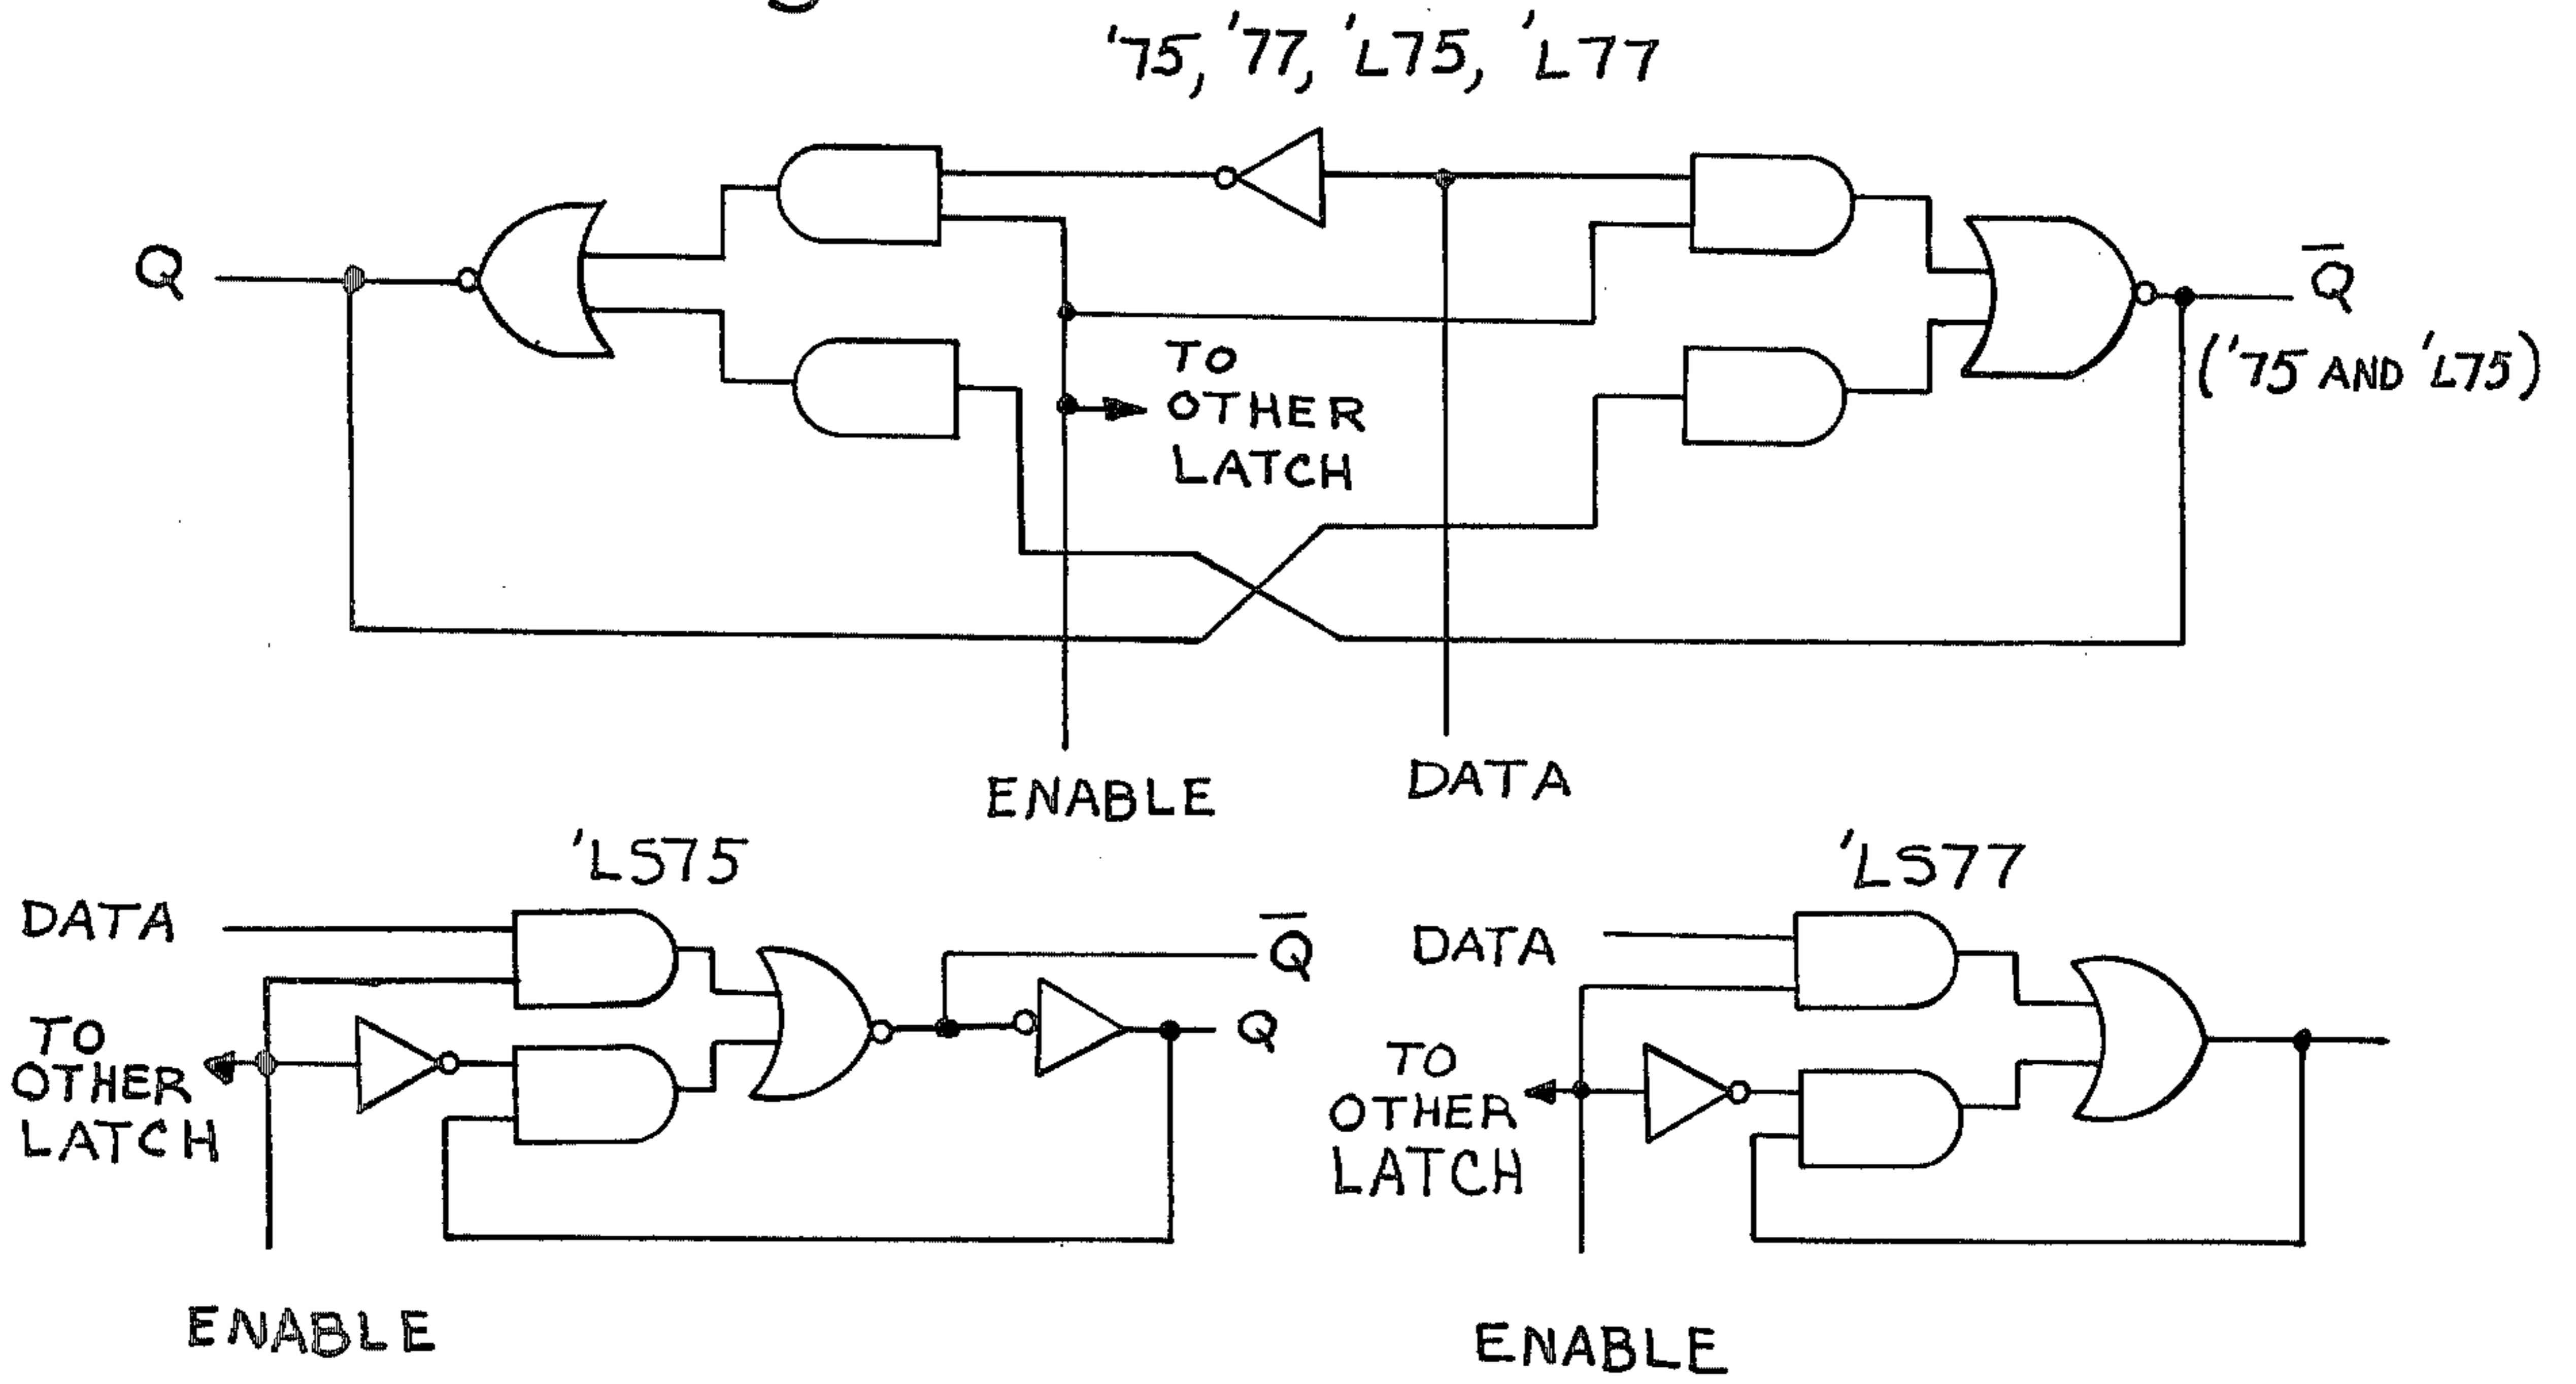 '75, '77, 'L75, 'L77
Q
Q̅
('75 AND 'L75)
TO
OTHER
LATCH
ENABLE
DATA
'LS75
DATA
Q̅
Q
TO
OTHER
LATCH
ENABLE
'LS77
DATA
TO
OTHER
LATCH
ENABLE